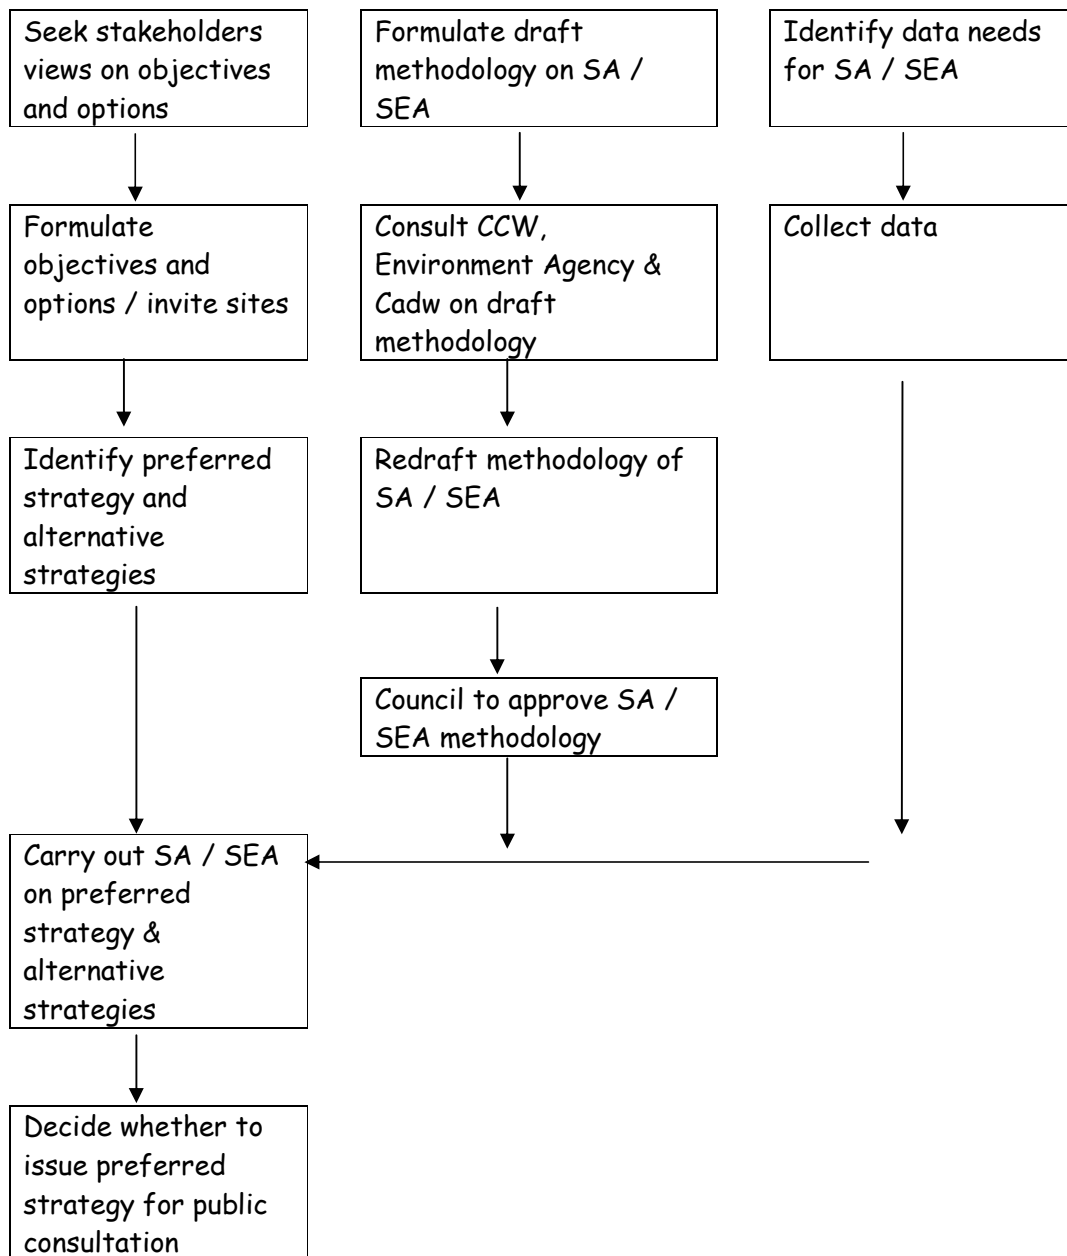 Seek stakeholders
views on objectives
and options
Formulate draft
methodology on SA /
SEA
Identify data needs
for SA / SEA
Formulate
objectives and
options / invite sites
Consult CCW,
Environment Agency &
Cadw on draft
methodology
Collect data
Identify preferred
strategy and
alternative
strategies
Redraft methodology of
SA / SEA
Council to approve SA /
SEA methodology
Carry out SA / SEA
on preferred
strategy &
alternative
strategies
Decide whether to
issue preferred
strategy for public
consultation